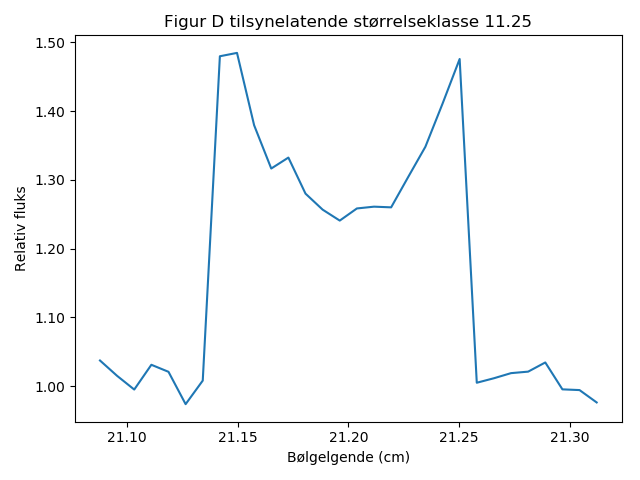 Figur D tilsynelatende størrelseklasse 11.25
1.50
1.40
1.30
1.20
1.10
1.00
Relativ fluks
21.10 21.15 21.20 21.25 21.30
Bølgelgende (cm)